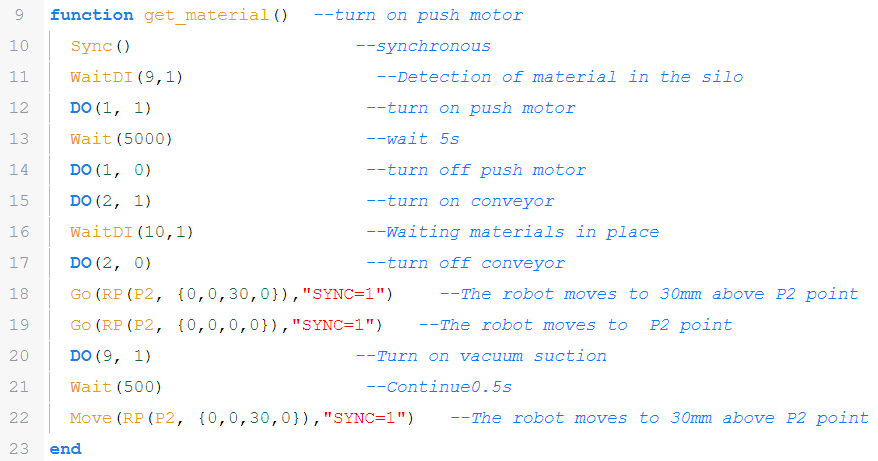 9 function get_material()  --turn on push motor
10 Sync() --synchronous
11 WaitDI(9,1) --Detection of material in the silo
12 DO(1, 1) --turn on push motor
13 Wait(5000) --wait 5s
14 DO(1, 0) --turn off push motor
15 DO(2, 1) --turn on conveyor
16 WaitDI(10,1) --Waiting materials in place
17 DO(2, 0) --turn off conveyor
18 Go(RP(P2, {0,0,30,0}),"SYNC=1") --The robot moves to 30mm above P2 point
19 Go(RP(P2, {0,0,0,0}),"SYNC=1") --The robot moves to  P2 point
20 DO(9, 1) --Turn on vacuum suction
21 Wait(500) --Continue0.5s
22 Move(RP(P2, {0,0,30,0}),"SYNC=1") --The robot moves to 30mm above P2 point
23 end